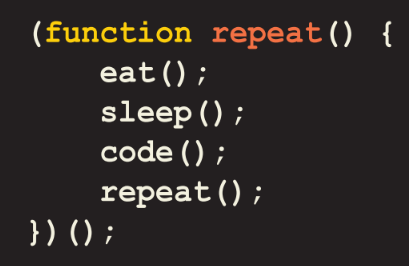 (function repeat() {
    eat();
    sleep();
    code();
    repeat();
})();